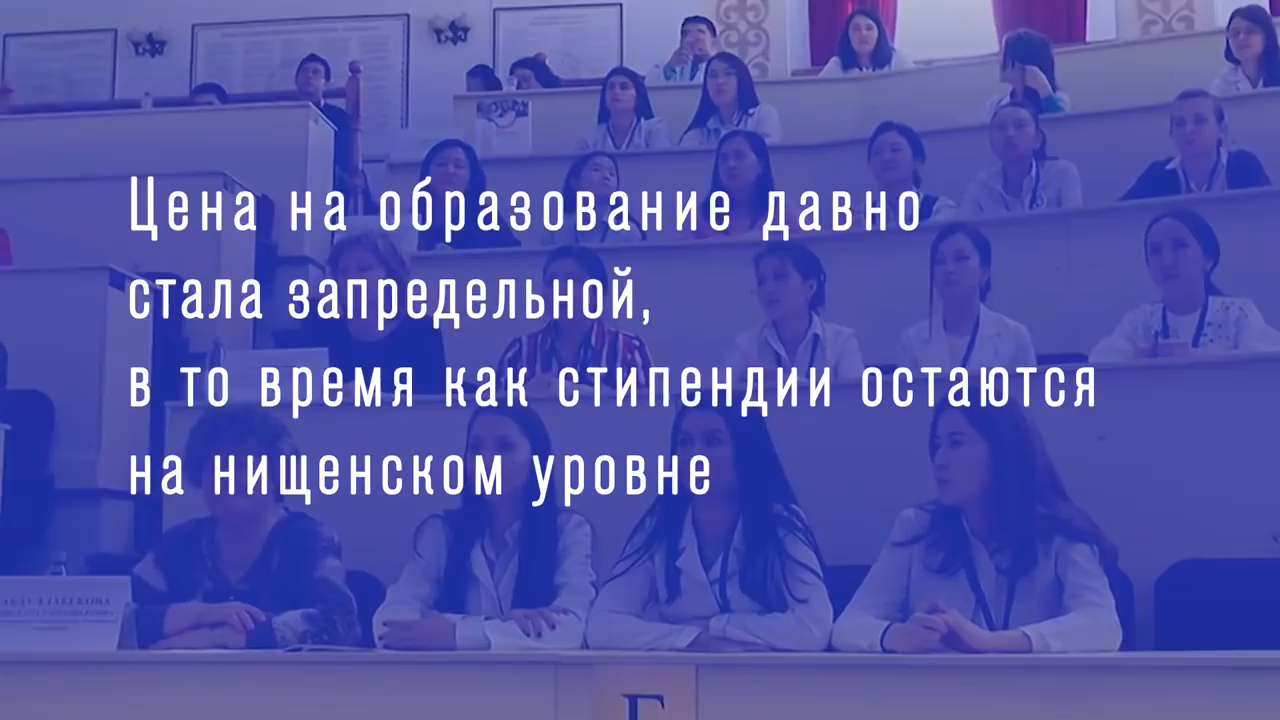 Цена на образование давно
стала запредельной,
в то время как стипендии остаются
на нищенском уровне